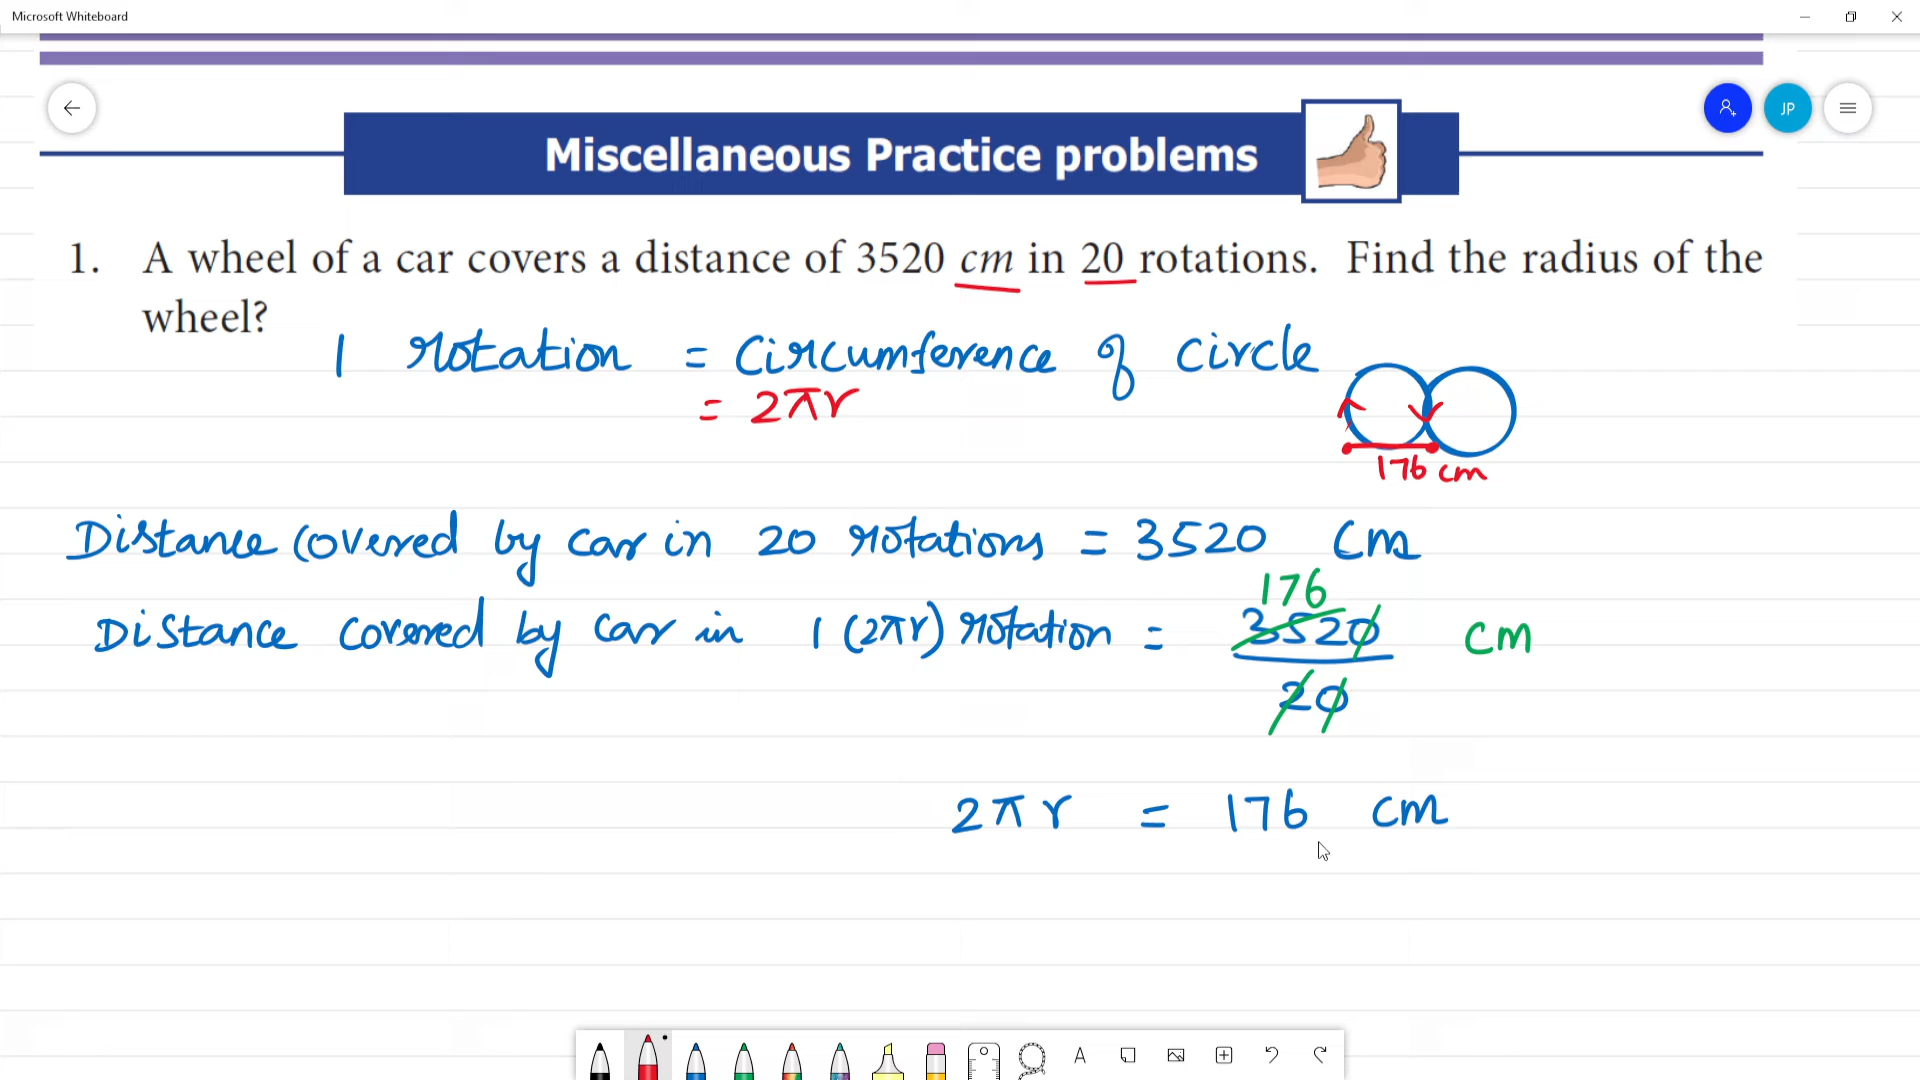 Microsoft Whiteboard
JP
Miscellaneous Practice problems
1. A wheel of a car covers a distance of 3520 cm in 20 rotations. Find the radius of the
wheel?
1 rotation = Circumference of circle
= 2πr
176 cm
Distance covered by car in 20 rotations = 3520 cm
176
Distance covered by car in 1 (2πr) rotation = 3520 cm
20
2πr = 176 cm
A